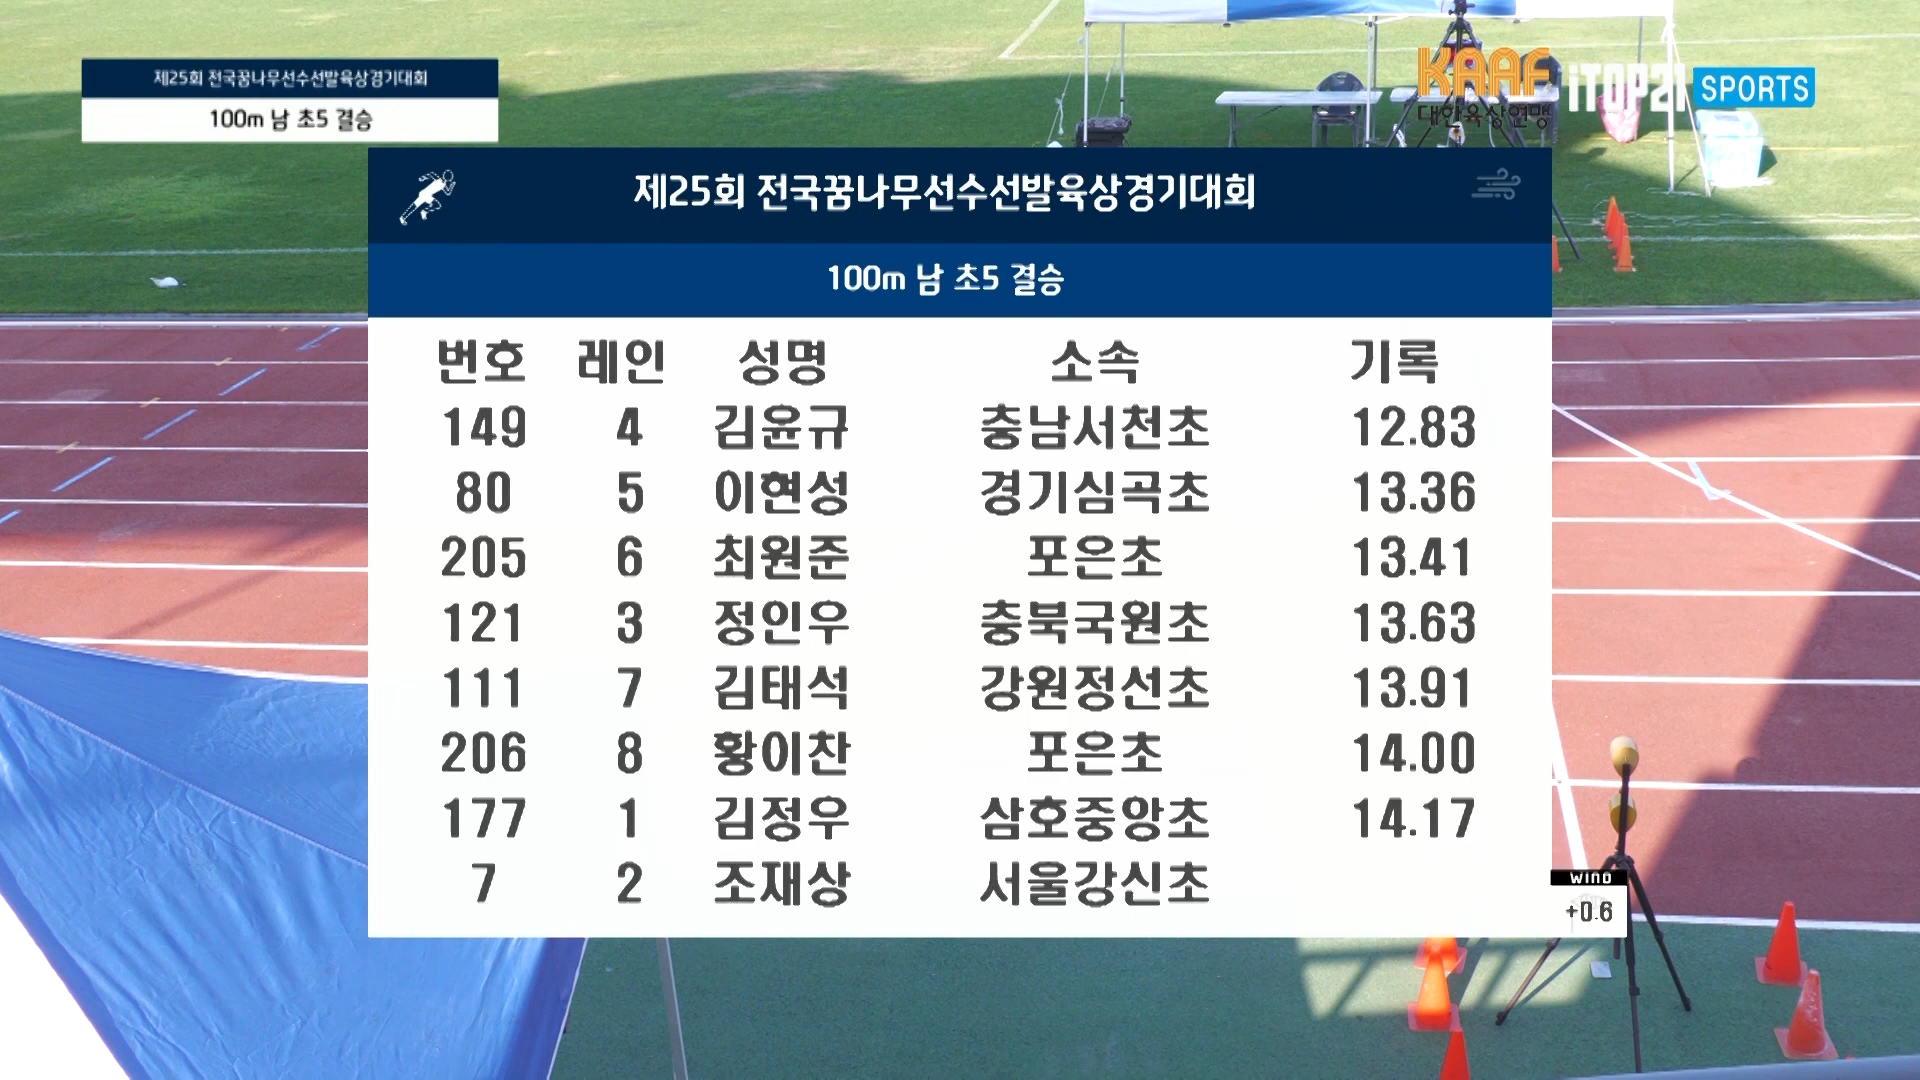 제25회 전국꿈나무선수선발육상경기대회
100m 남 초5 결승
KAAF
대한육상연맹
iTOP21 SPORTS
제25회 전국꿈나무선수선발육상경기대회
100m 남 초5 결승
번호 레인 성명 소속 기록
149 4 김윤규 충남서천초 12.83
80 5 이현성 경기심곡초 13.36
205 6 최원준 포은초 13.41
121 3 정인우 충북국원초 13.63
111 7 김태석 강원정선초 13.91
206 8 황이찬 포은초 14.00
177 1 김정우 삼호중앙초 14.17
7 2 조재상 서울강신초
WIND
+0.6